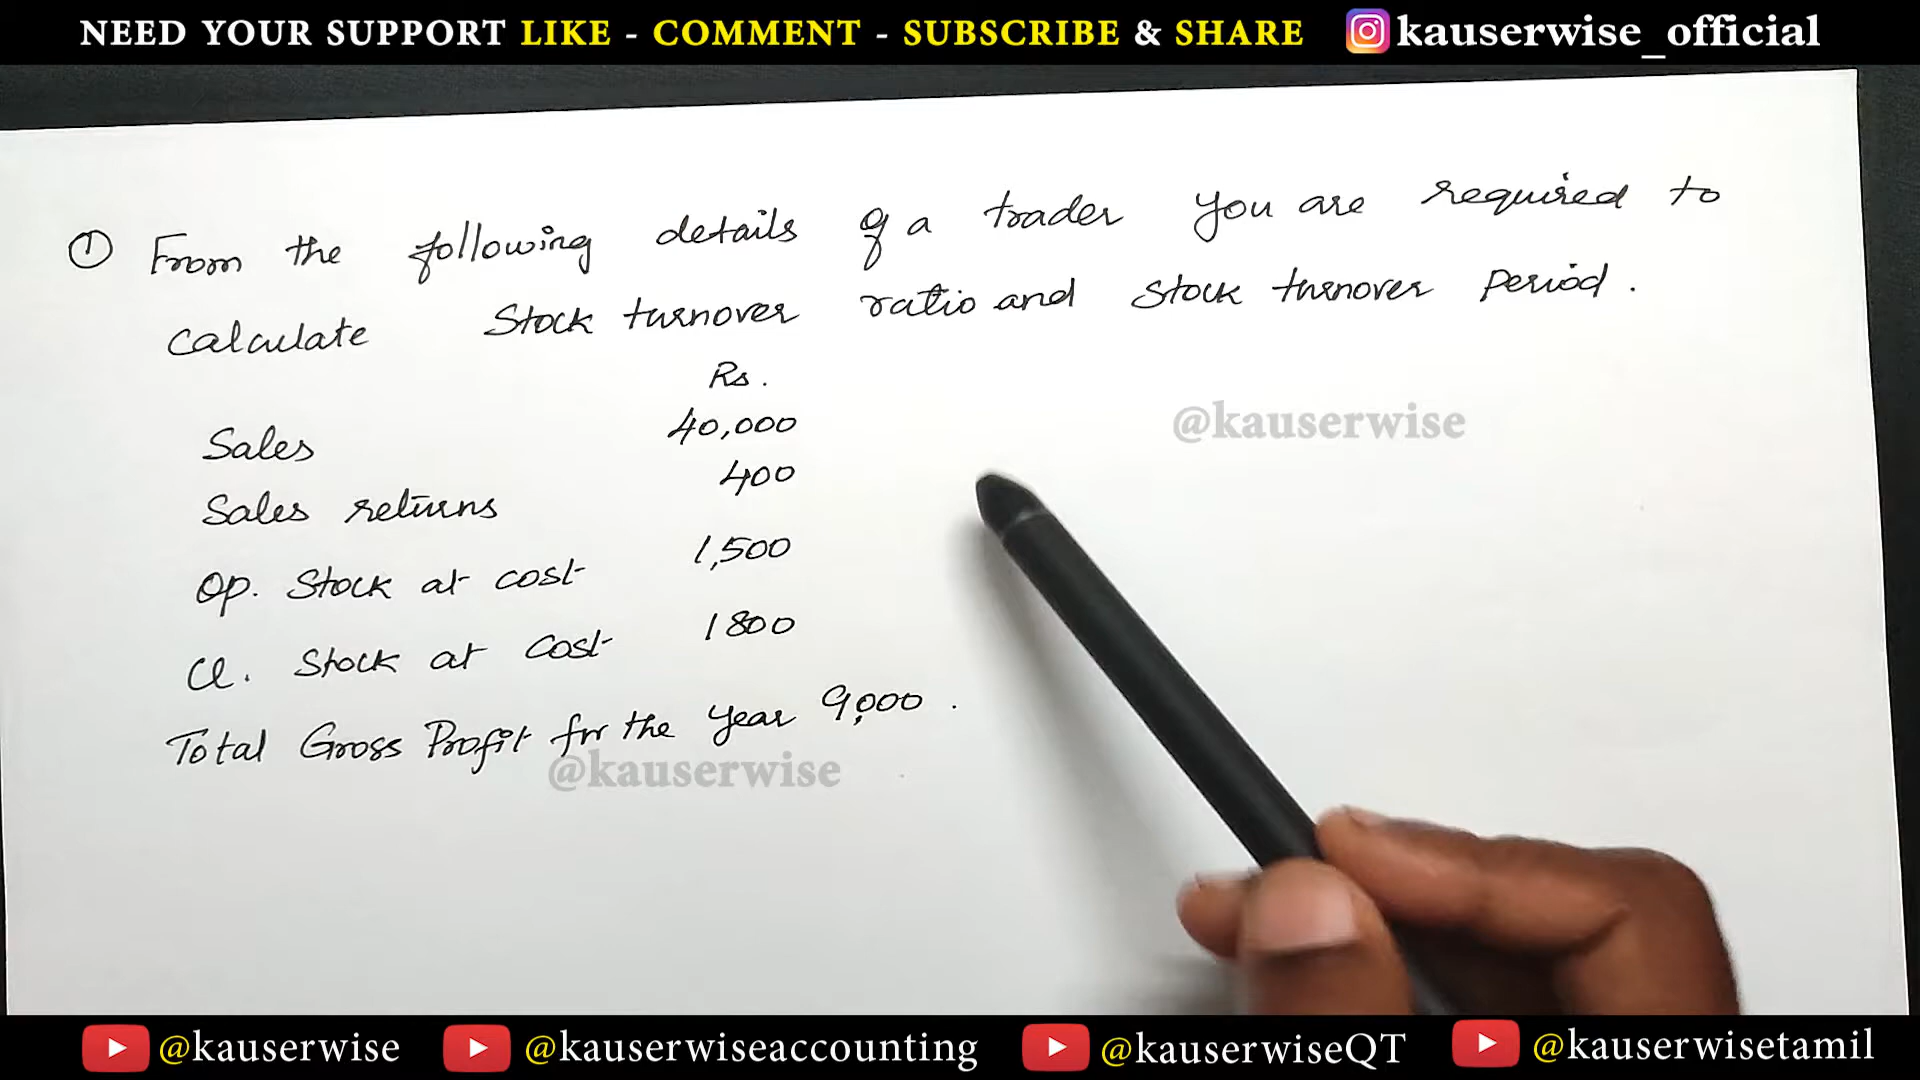 NEED YOUR SUPPORT LIKE - COMMENT - SUBSCRIBE & SHARE kauserwise_official
① From the following details of a trader you are required to
calculate Stock turnover ratio and Stock turnover Period.
Rs.
Sales 40,000
@kauserwise
Sales returns 400
Op. Stock at cost 1,500
Cl. Stock at cost 1800
Total Gross Profit for the year 9,000.
@kauserwise
@kauserwise @kauserwiseaccounting @kauserwiseQT @kauserwisetamil